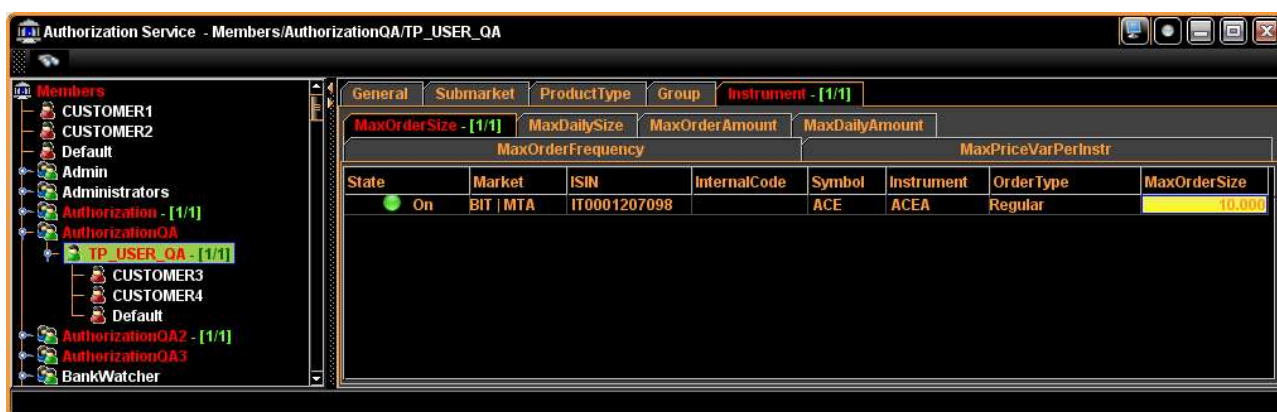 Authorization Service - Members/AuthorizationQA/TP_USER_QA
Members
CUSTOMER1
CUSTOMER2
Default
Admin
Administrators
Authorization - [1/1]
AuthorizationQA
TP_USER_QA - [1/1]
CUSTOMER3
CUSTOMER4
Default
AuthorizationQA2 - [1/1]
AuthorizationQA3
BankWatcher
General Submarket ProductType Group Instrument - [1/1]
MaxOrderSize - [1/1] MaxDailySize MaxOrderAmount MaxDailyAmount
MaxOrderFrequency MaxPriceVarPerInstr
State Market ISIN InternalCode Symbol Instrument OrderType MaxOrderSize
On BIT | MTA IT0001207098 ACE ACEA Regular 10.000